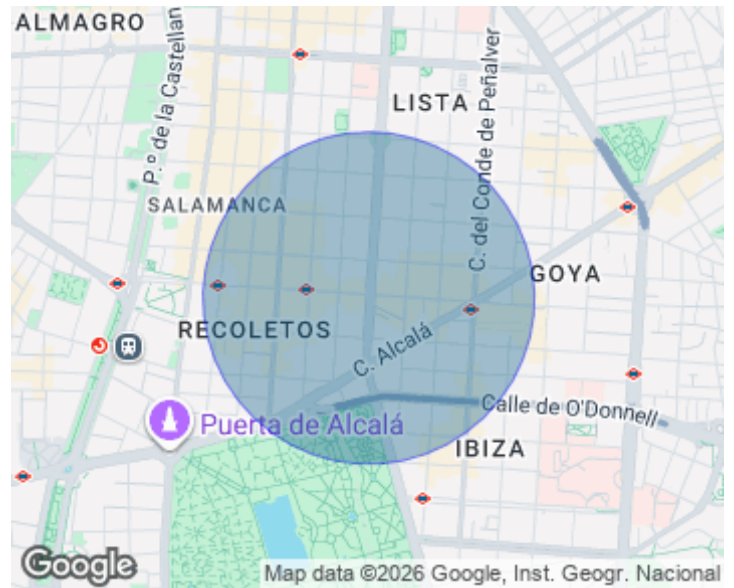 ALMAGRO
P.º de la Castellan
LISTA
C. del Conde de Peñalver
SALAMANCA
GOYA
RECOLETOS
C. Alcalá
Puerta de Alcalá
Calle de O'Donnell
IBIZA
Google
Map data ©2026 Google, Inst. Geogr. Nacional